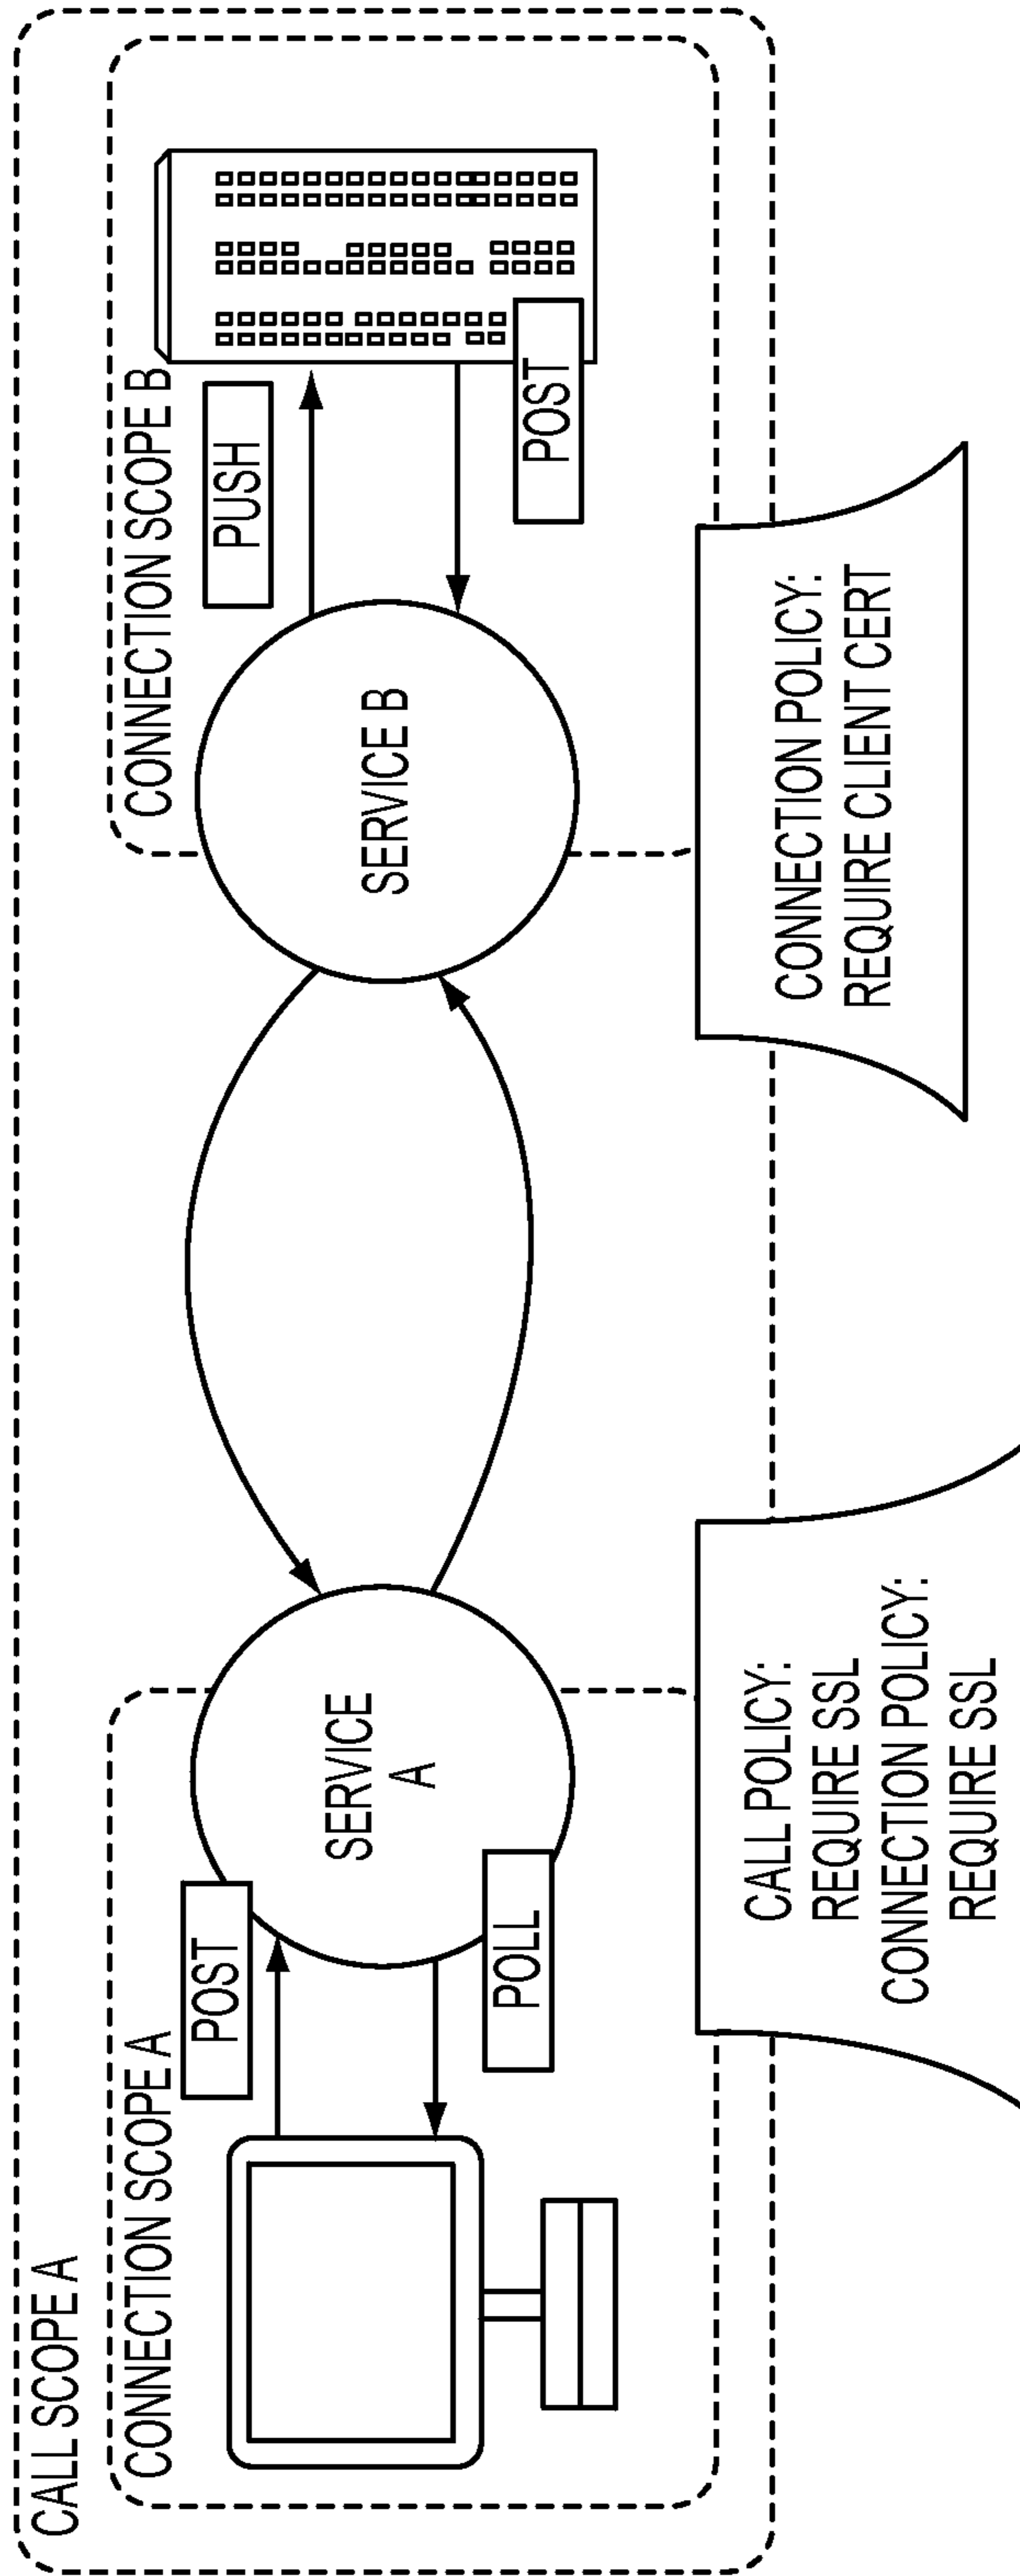 CALL SCOPE A
CONNECTION SCOPE A
CONNECTION SCOPE B
POST
PUSH
SERVICE
A
SERVICE B
POLL
POST
CALL POLICY:
REQUIRE SSL
CONNECTION POLICY:
REQUIRE SSL
CONNECTION POLICY:
REQUIRE CLIENT CERT